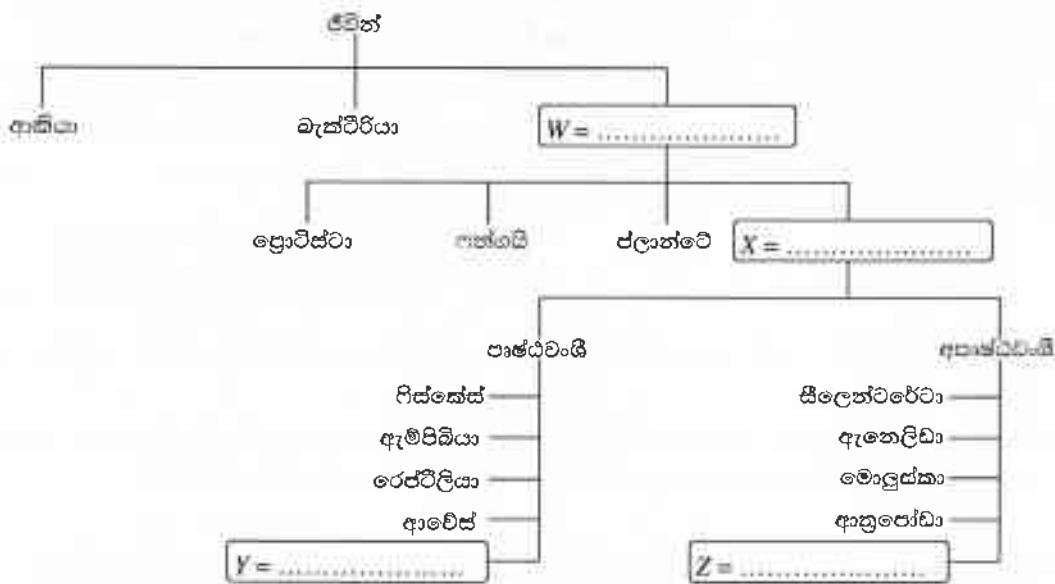 ජීවීන්
ආකියා
බැක්ටීරියා
W = ......................
ප්‍රොටිස්ටා
ෆන්ගයි
ප්ලාන්ටේ
X = ......................
පෘෂ්ඨවංශී
අපෘෂ්ඨවංශී
ෆිස්කේස්
සීලෙන්ටරේටා
ඇම්පිබියා
ඇනෙලිඩා
රෙප්ටීලියා
මොලුස්කා
ආවේස්
ආත්‍රපෝඩා
Y = ......................
Z = ......................